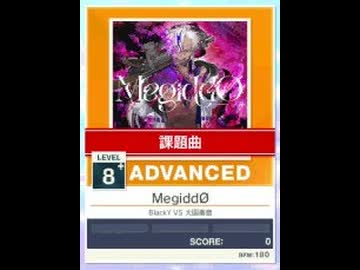 MegiddØ
課題曲
LEVEL
8+
ADVANCED
MegiddØ
BlackY VS 大国奏音
SCORE: 0
BPM:180